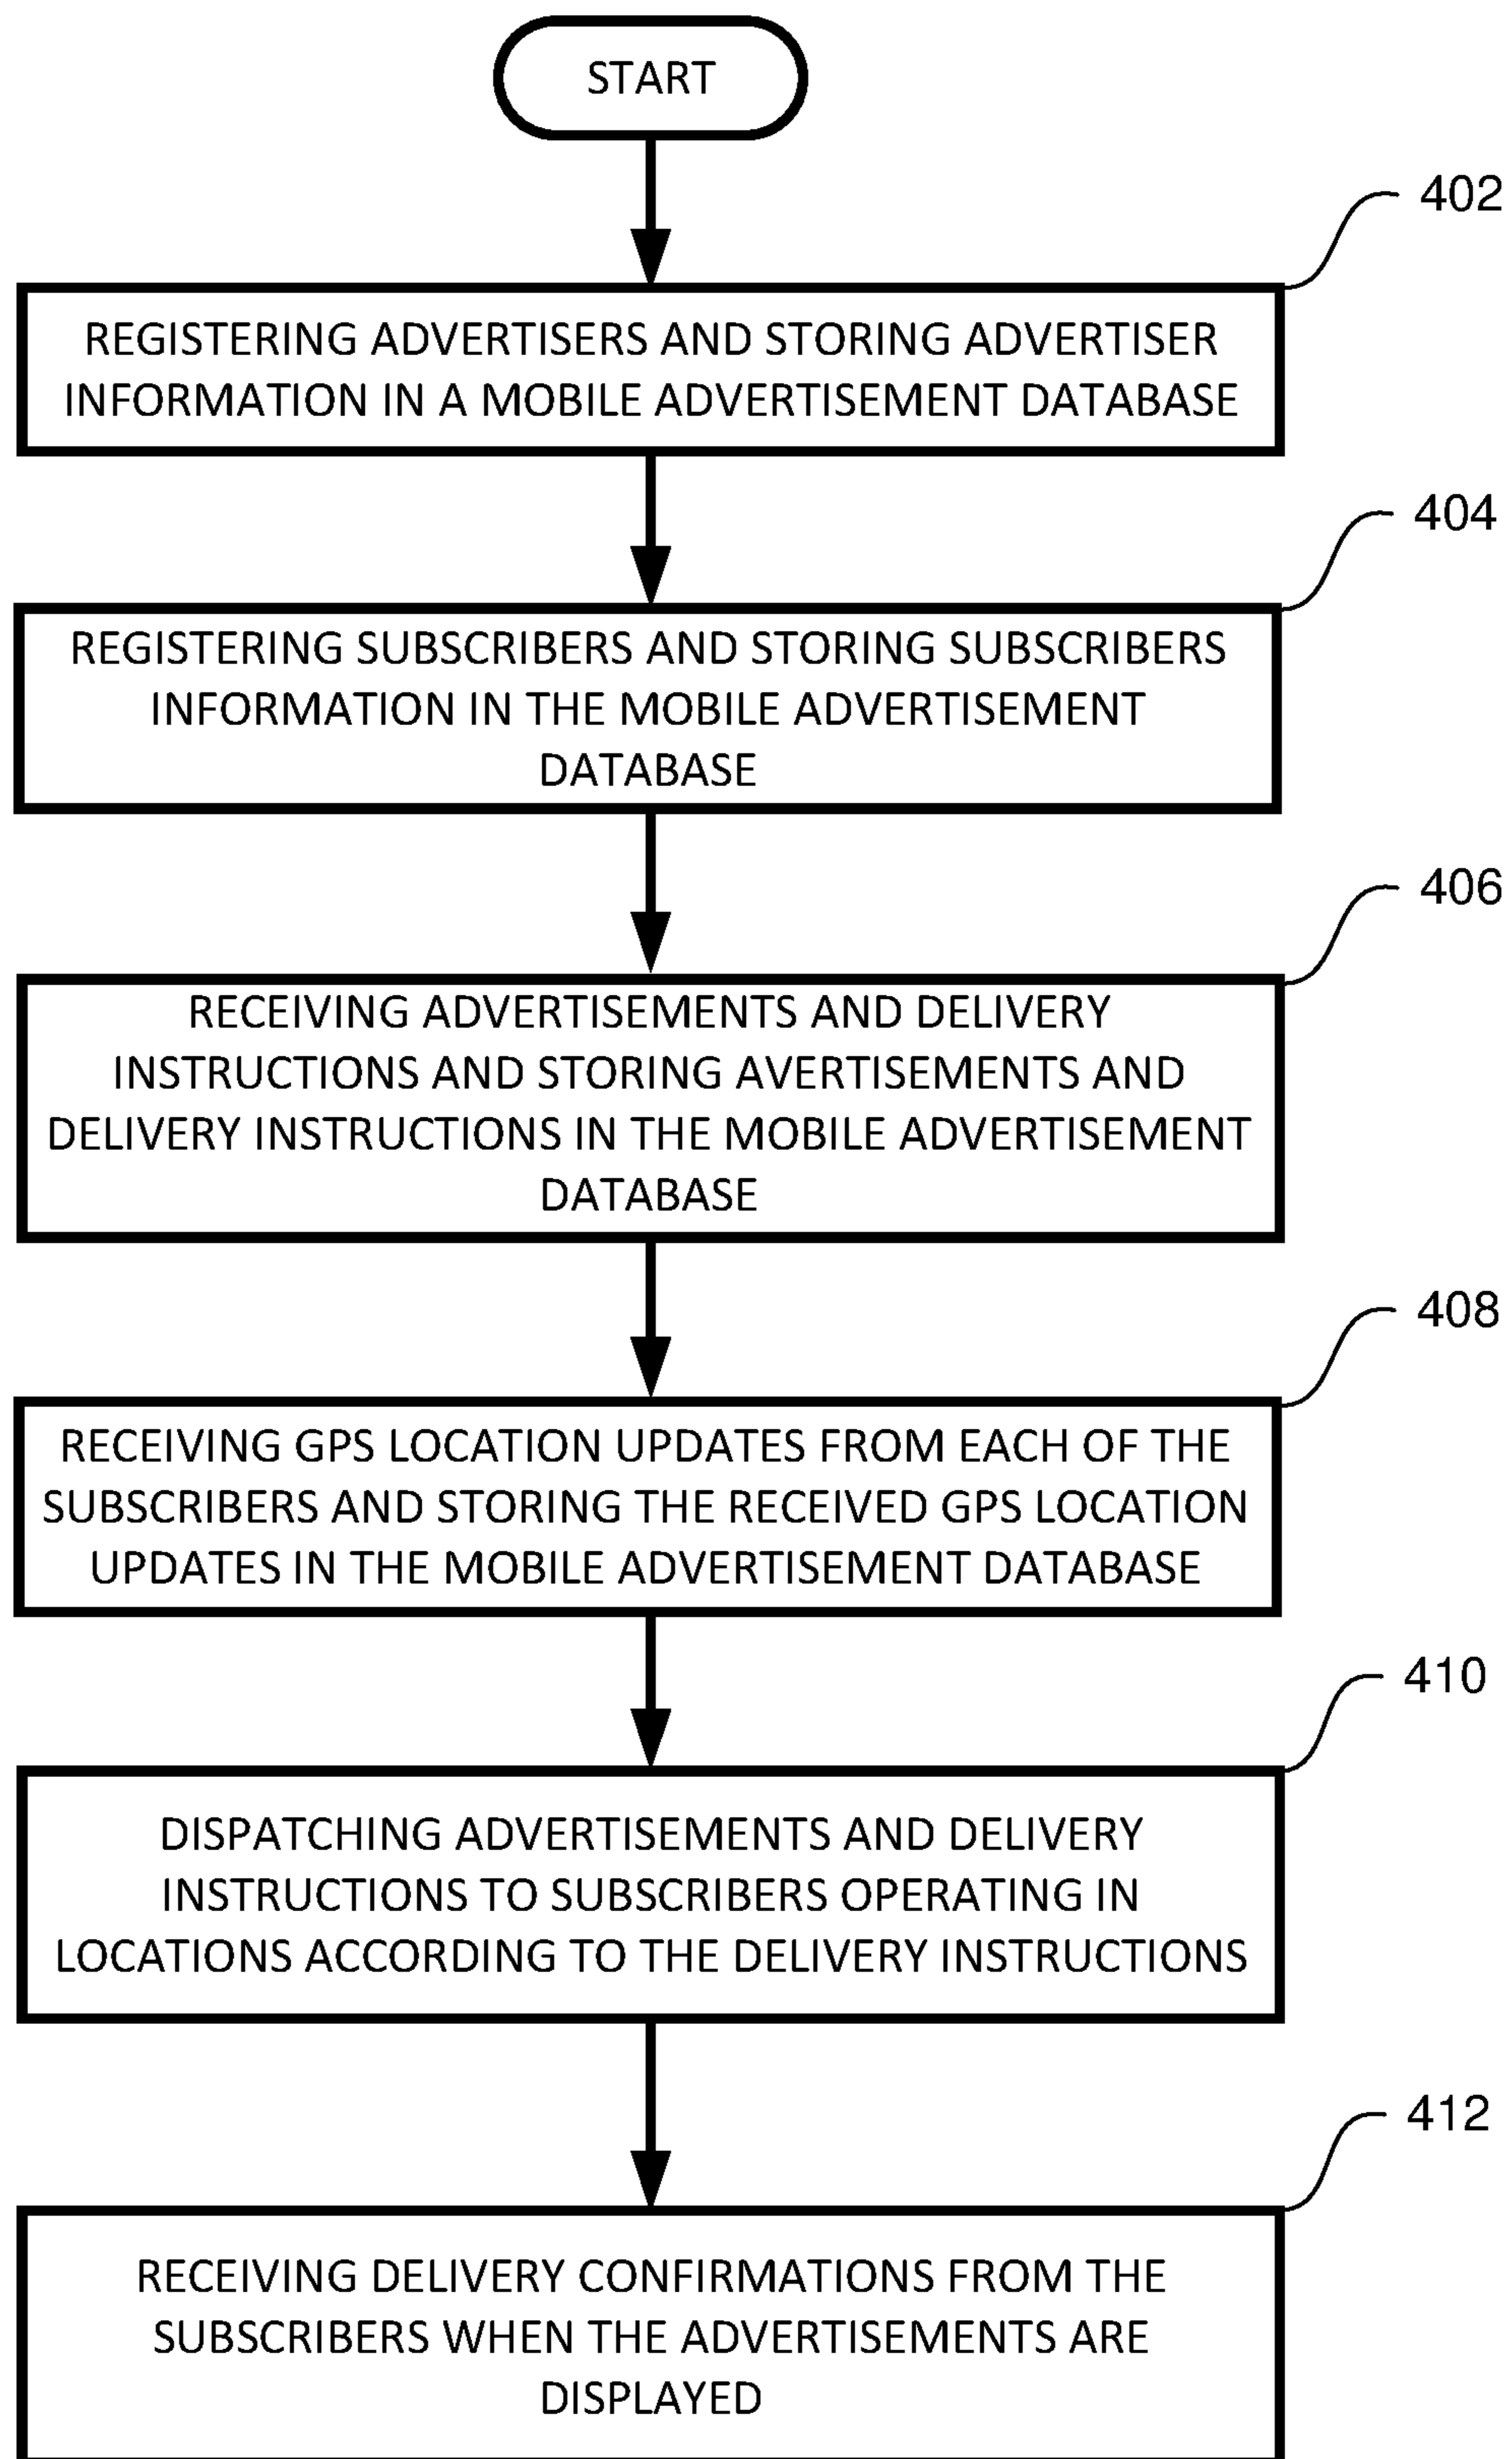 START
402
REGISTERING ADVERTISERS AND STORING ADVERTISER
INFORMATION IN A MOBILE ADVERTISEMENT DATABASE
404
REGISTERING SUBSCRIBERS AND STORING SUBSCRIBERS
INFORMATION IN THE MOBILE ADVERTISEMENT
DATABASE
406
RECEIVING ADVERTISEMENTS AND DELIVERY
INSTRUCTIONS AND STORING AVERTISEMENTS AND
DELIVERY INSTRUCTIONS IN THE MOBILE ADVERTISEMENT
DATABASE
408
RECEIVING GPS LOCATION UPDATES FROM EACH OF THE
SUBSCRIBERS AND STORING THE RECEIVED GPS LOCATION
UPDATES IN THE MOBILE ADVERTISEMENT DATABASE
410
DISPATCHING ADVERTISEMENTS AND DELIVERY
INSTRUCTIONS TO SUBSCRIBERS OPERATING IN
LOCATIONS ACCORDING TO THE DELIVERY INSTRUCTIONS
412
RECEIVING DELIVERY CONFIRMATIONS FROM THE
SUBSCRIBERS WHEN THE ADVERTISEMENTS ARE
DISPLAYED